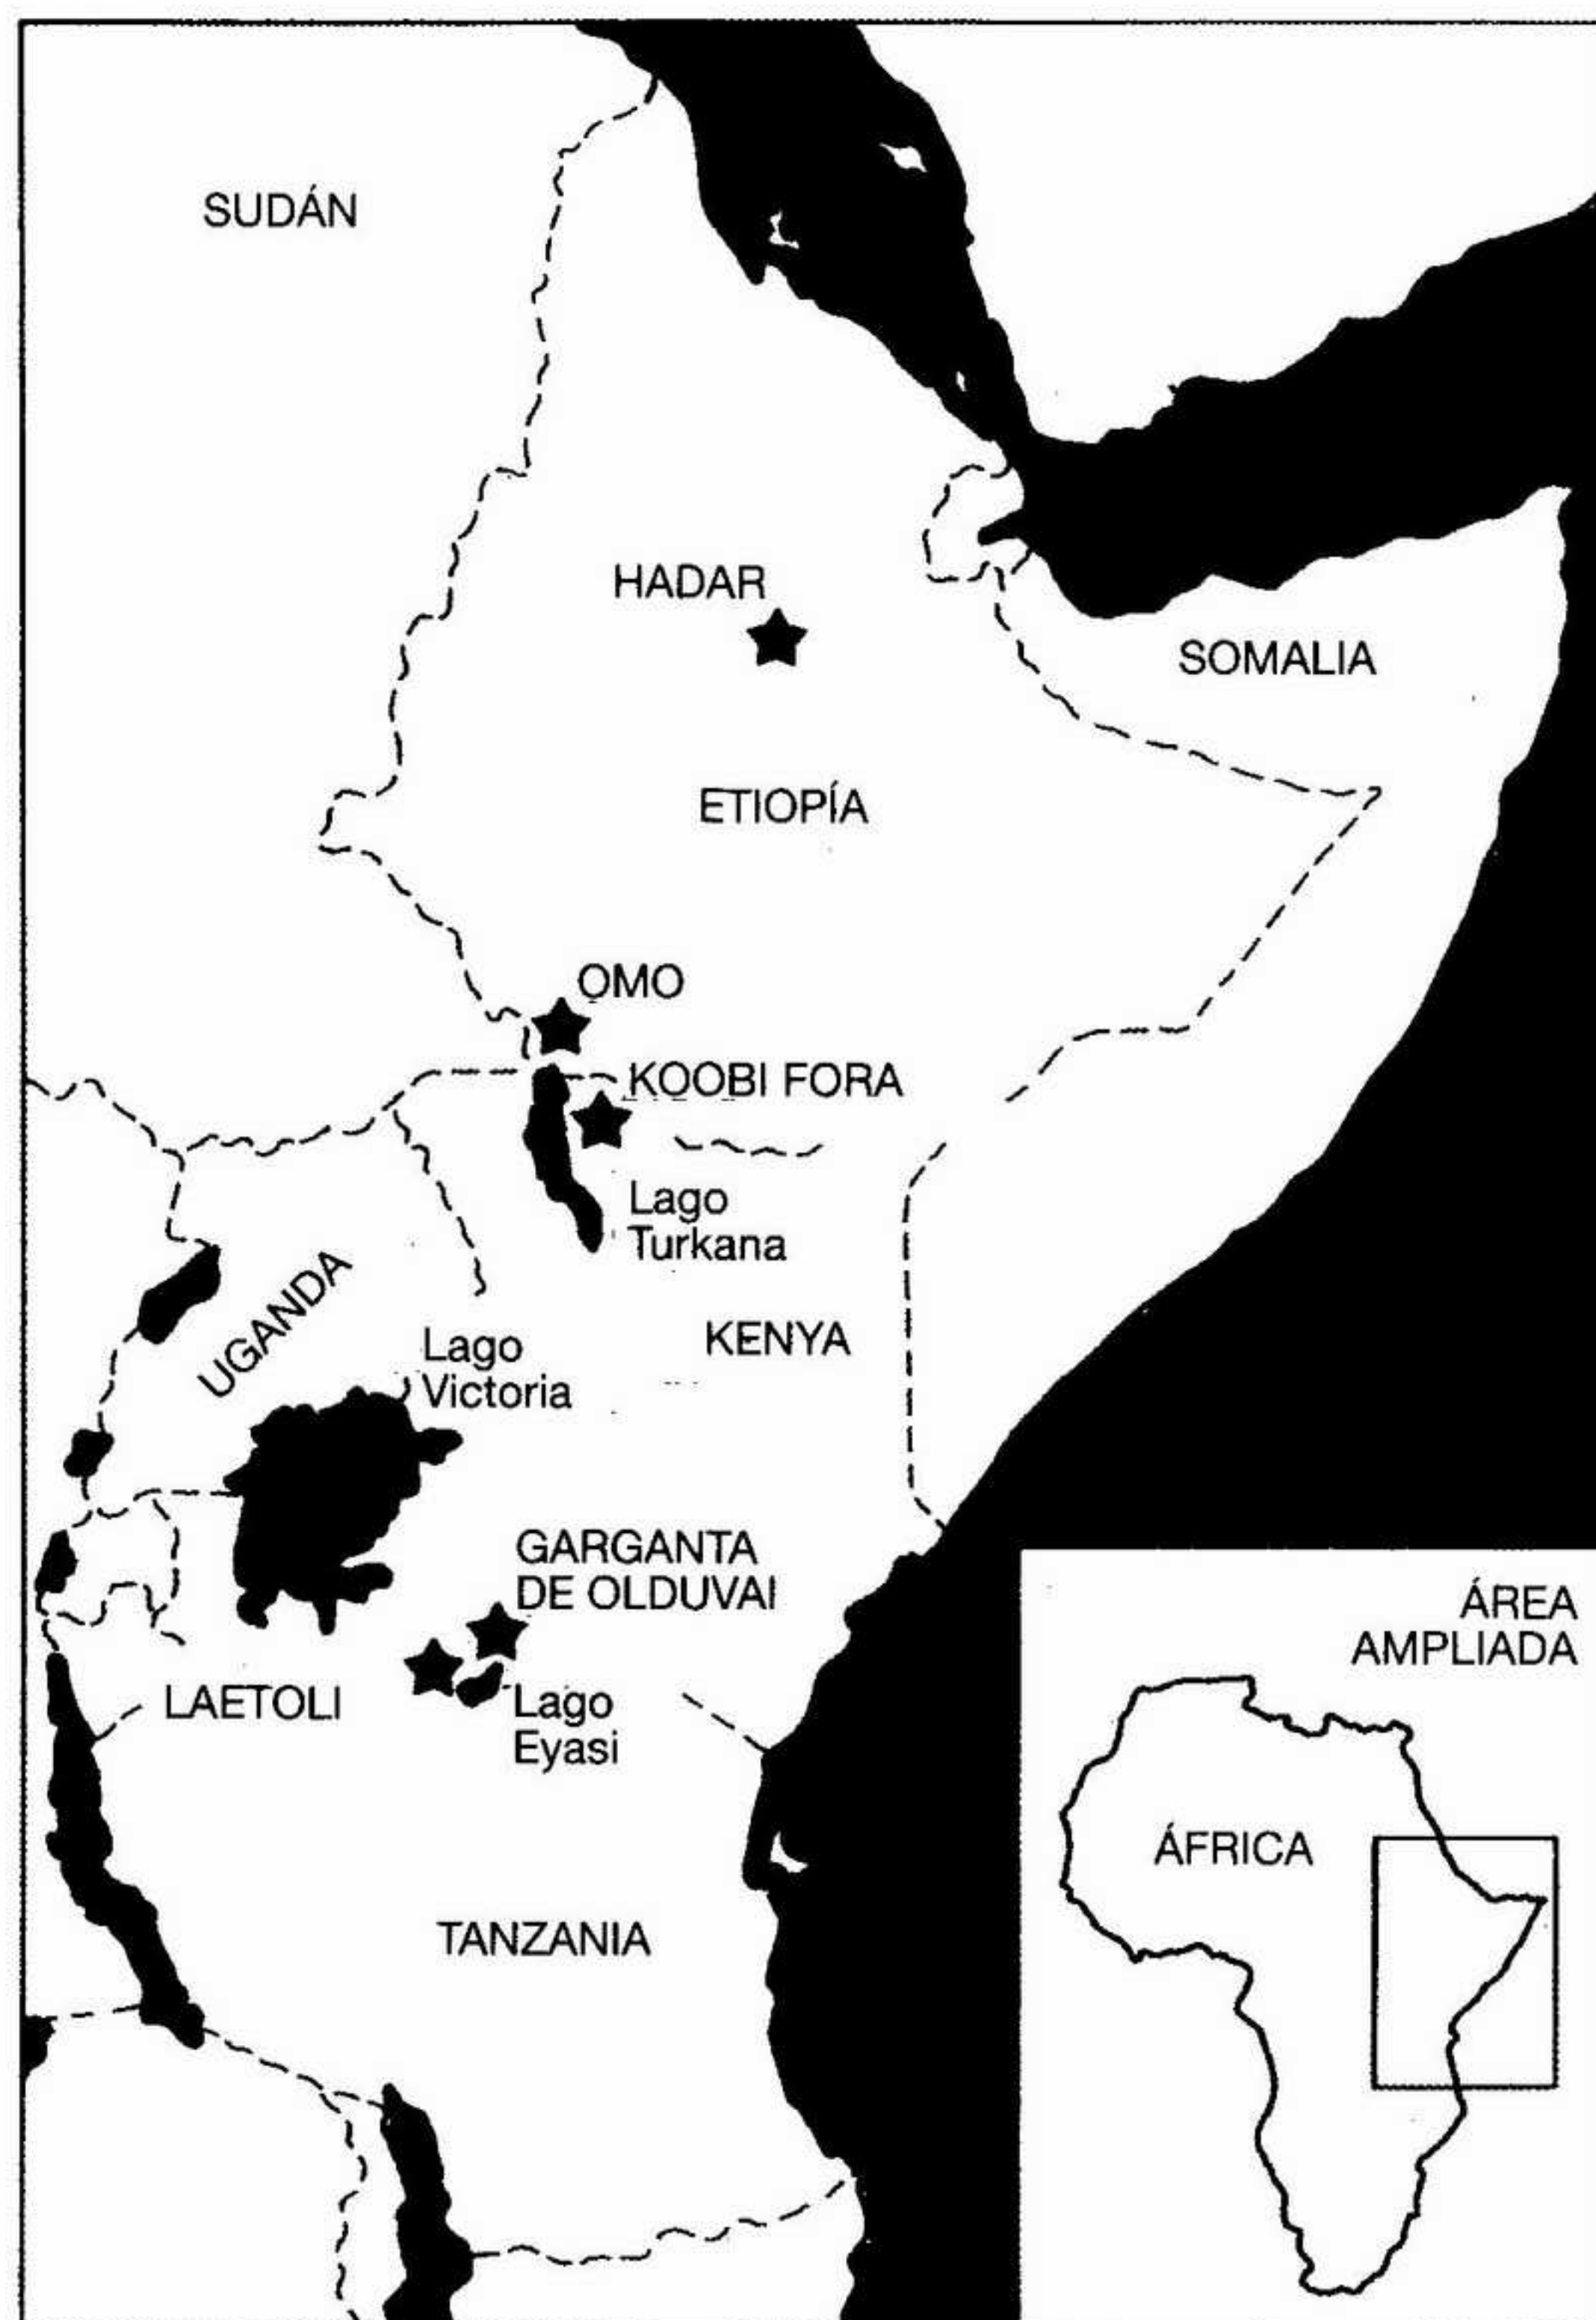 SUDÁN
HADAR
SOMALIA
ETIOPÍA
OMO
KOOBI FORA
Lago
Turkana
UGANDA
KENYA
Lago
Victoria
GARGANTA
DE OLDUVAI
LAETOLI
Lago
Eyasi
TANZANIA
ÁREA
AMPLIADA
ÁFRICA